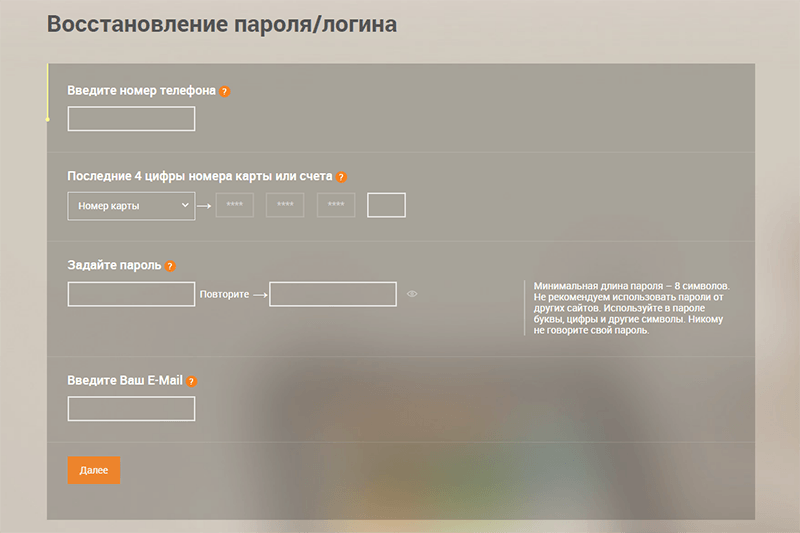 Восстановление пароля/логина
Введите номер телефона ?
Последние 4 цифры номера карты или счета ?
Номер карты **** **** ****
Задайте пароль ?
Повторите
Минимальная длина пароля – 8 символов.
Не рекомендуем использовать пароли от
других сайтов. Используйте в пароле
буквы, цифры и другие символы. Никому
не говорите свой пароль.
Введите Ваш E-Mail ?
Далее